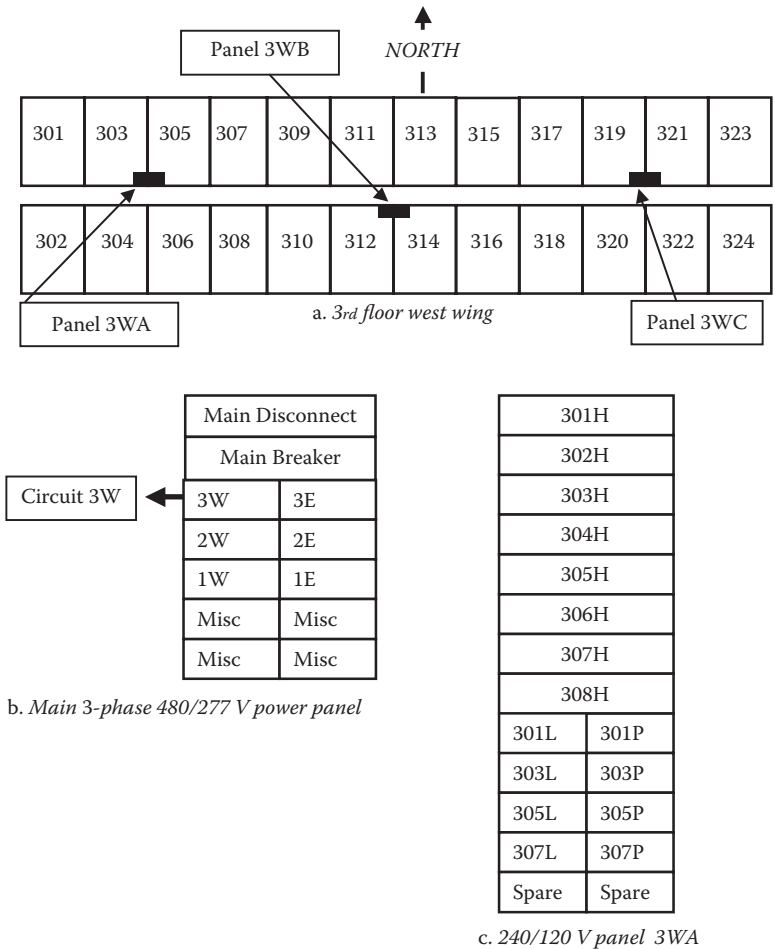 Panel 3WB
NORTH
301 303 305 307 309 311 313 315 317 319 321 323
302 304 306 308 310 312 314 316 318 320 322 324
Panel 3WA
a. 3rd floor west wing
Panel 3WC
Main Disconnect
Main Breaker
Circuit 3W
3W 3E
2W 2E
1W 1E
Misc Misc
Misc Misc
b. Main 3-phase 480/277 V power panel
301H
302H
303H
304H
305H
306H
307H
308H
301L 301P
303L 303P
305L 305P
307L 307P
Spare Spare
c. 240/120 V panel 3WA